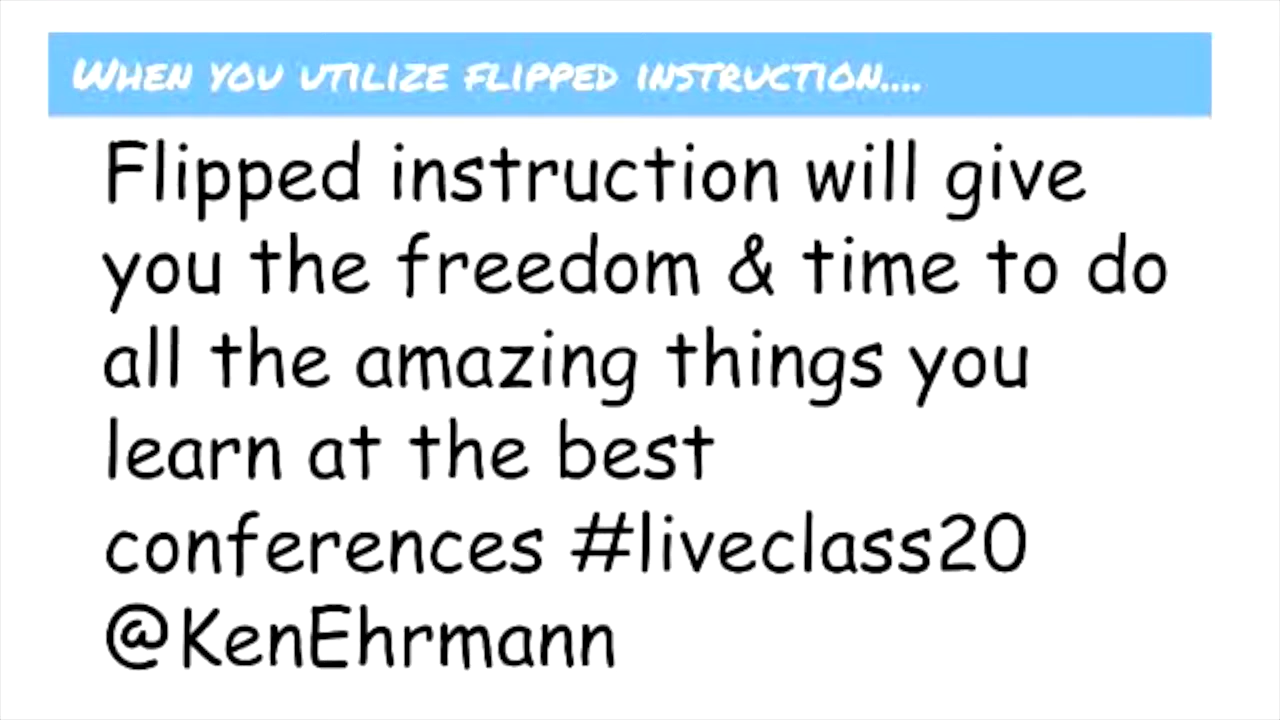 When you utilize flipped instruction....
Flipped instruction will give
you the freedom & time to do
all the amazing things you
learn at the best
conferences #liveclass20
@KenEhrmann